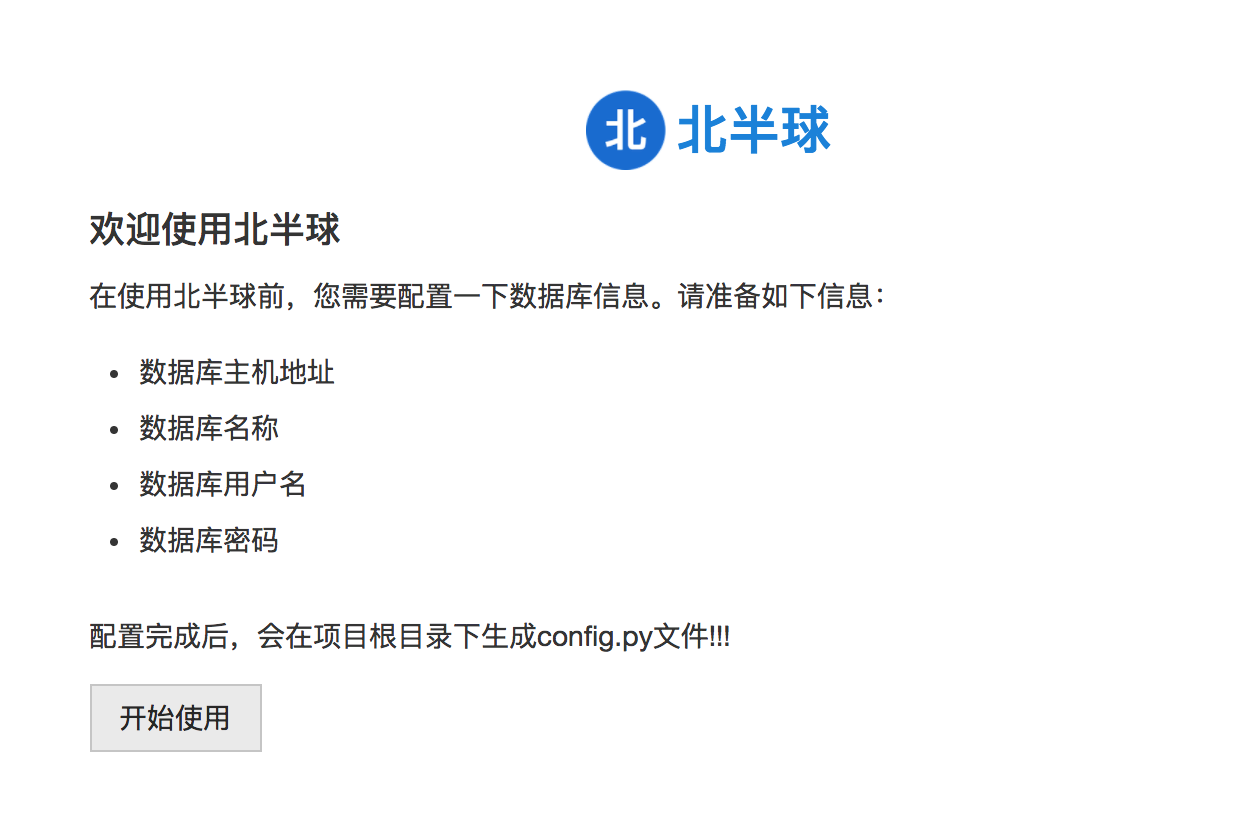 北 北半球
欢迎使用北半球
在使用北半球前，您需要配置一下数据库信息。请准备如下信息：
• 数据库主机地址
• 数据库名称
• 数据库用户名
• 数据库密码
配置完成后，会在项目根目录下生成config.py文件!!!
开始使用